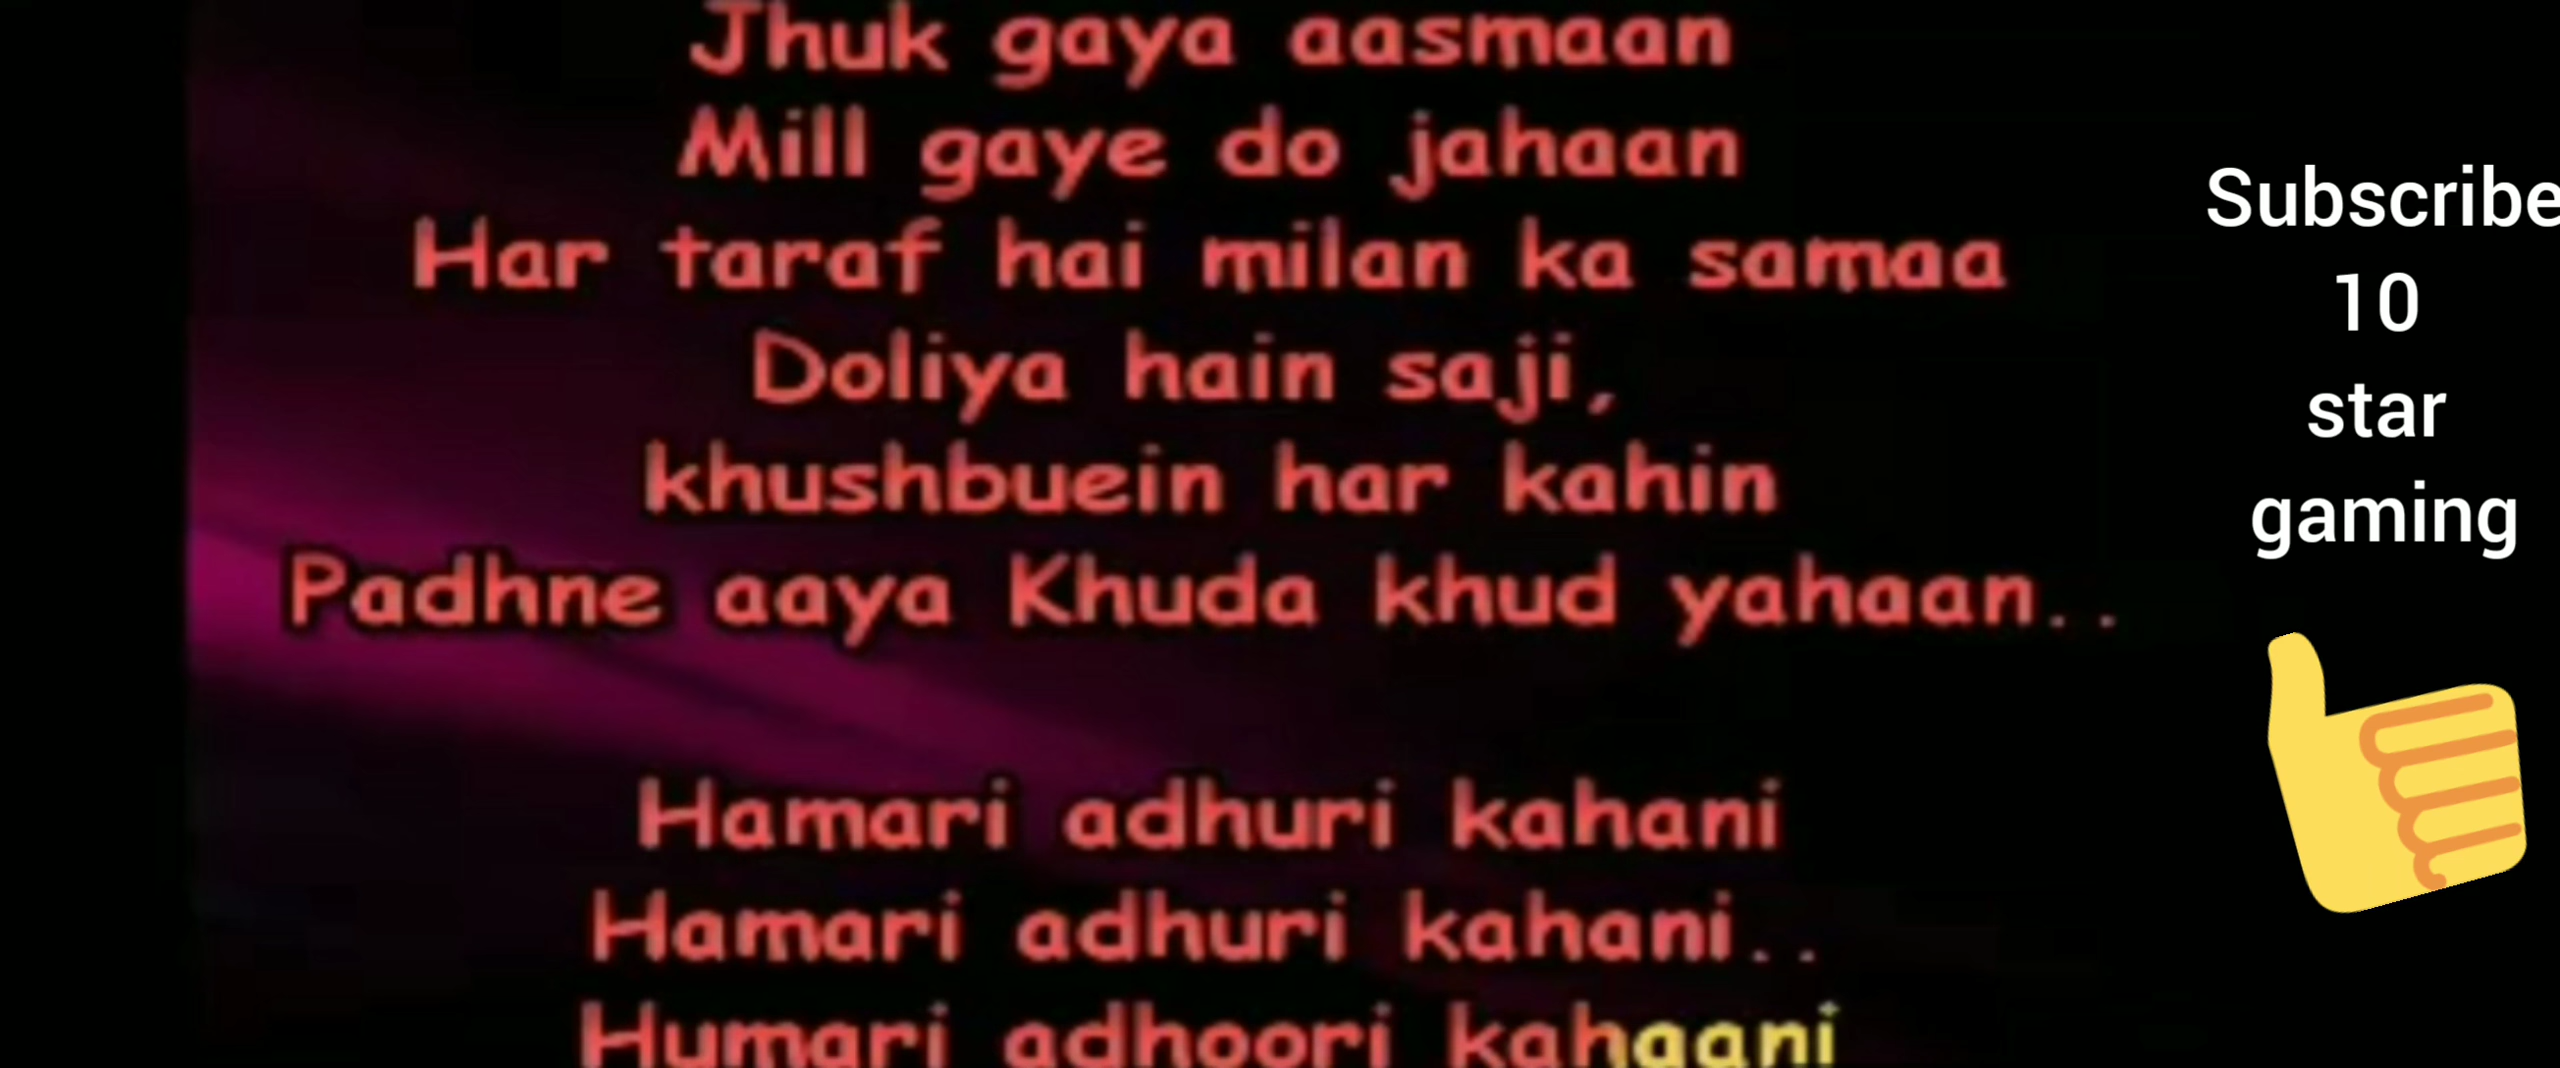 Jhuk gaya aasmaan
Mill gaye do jahaan
Har taraf hai milan ka samaa
Doliya hain saji,
khushbuein har kahin
Padhne aaya Khuda khud yahaan..
Hamari adhuri kahani
Hamari adhuri kahani..
Humari adhoori kahaani
Subscribe
10
star
gaming